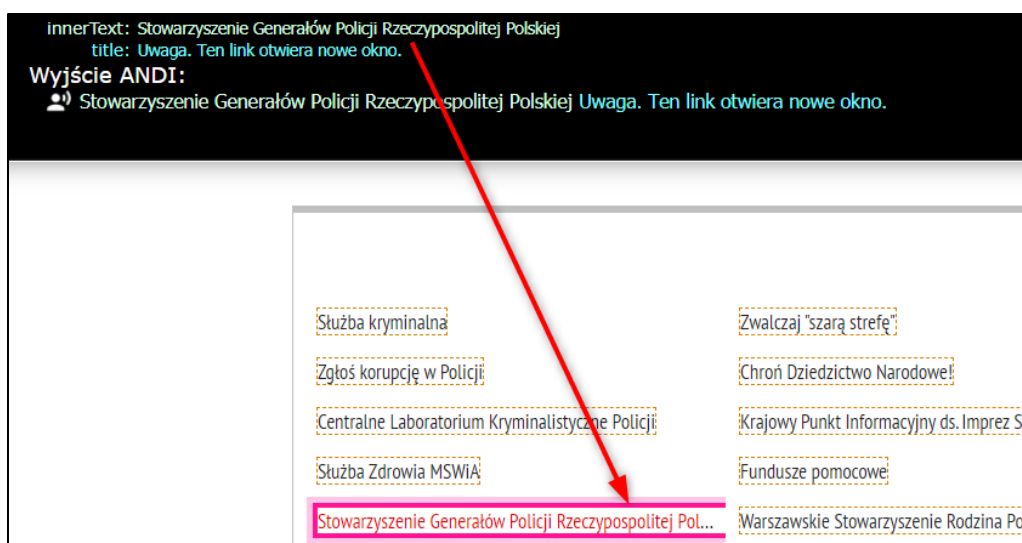 innerText: Stowarzyszenie Generałów Policji Rzeczypospolitej Polskiej
title: Uwaga. Ten link otwiera nowe okno.
Wyjście ANDI:
Stowarzyszenie Generałów Policji Rzeczypospolitej Polskiej Uwaga. Ten link otwiera nowe okno.
Służba kryminalna
Zwalczaj "szarą strefę"
Zgłoś korupcję w Policji
Chroń Dziedzictwo Narodowe!
Centralne Laboratorium Kryminalistyczne Policji
Krajowy Punkt Informacyjny ds. Imprez S
Służba Zdrowia MSWiA
Fundusze pomocowe
Stowarzyszenie Generałów Policji Rzeczypospolitej Pol...
Warszawskie Stowarzyszenie Rodzina Po